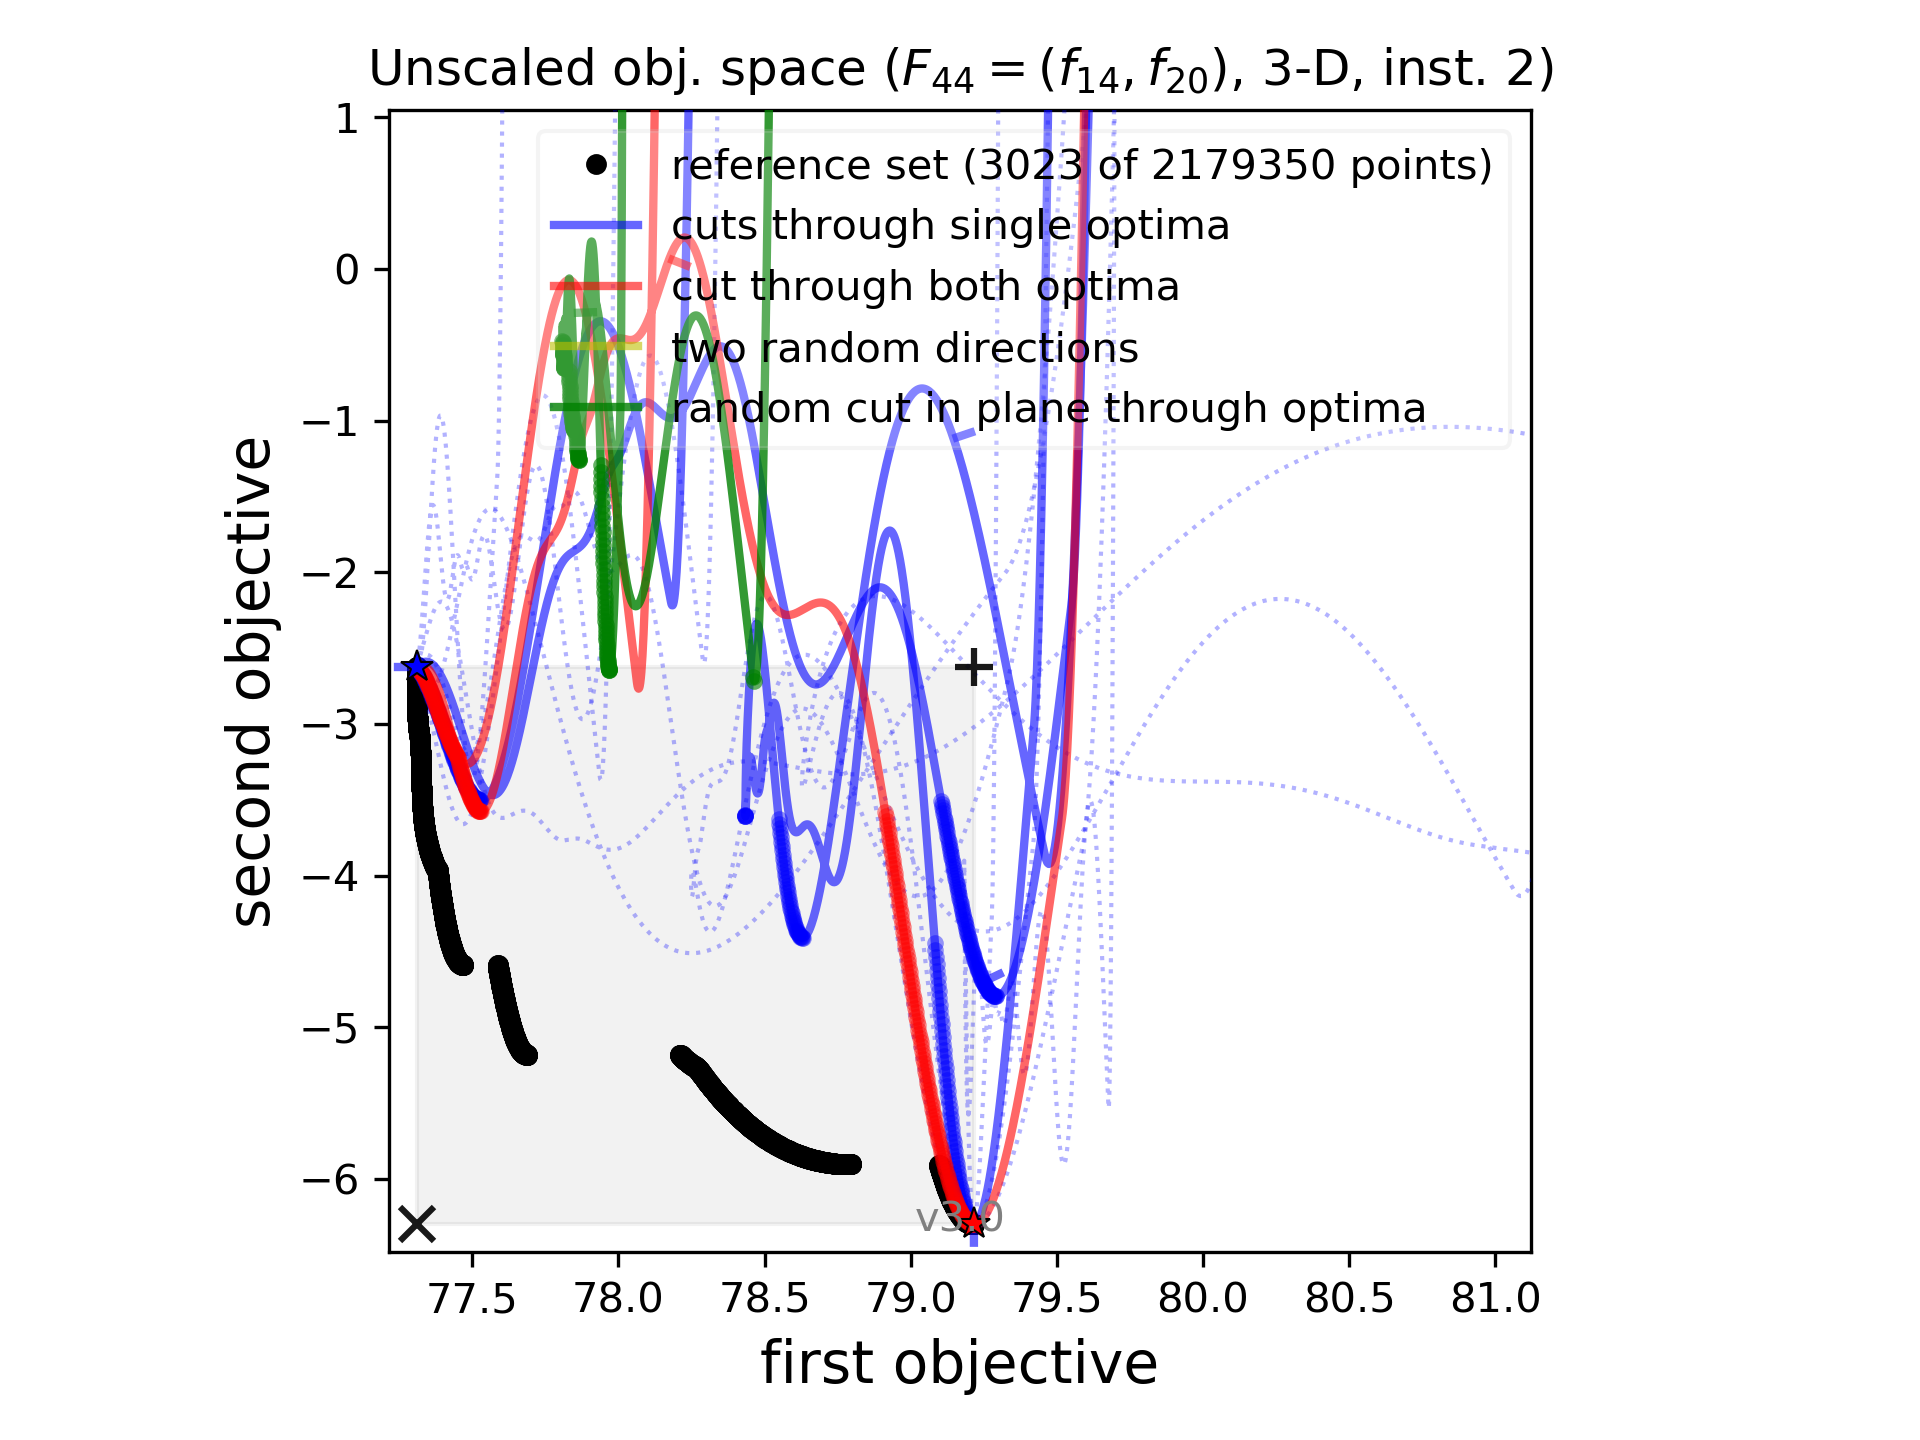 Unscaled obj. space (F₄₄ = (f₁₄, f₂₀), 3-D, inst. 2)
reference set (3023 of 2179350 points)
cuts through single optima
cut through both optima
two random directions
random cut in plane through optima
second objective
1
0
−1
−2
−3
−4
−5
−6
v3.0
77.5 78.0 78.5 79.0 79.5 80.0 80.5 81.0
first objective